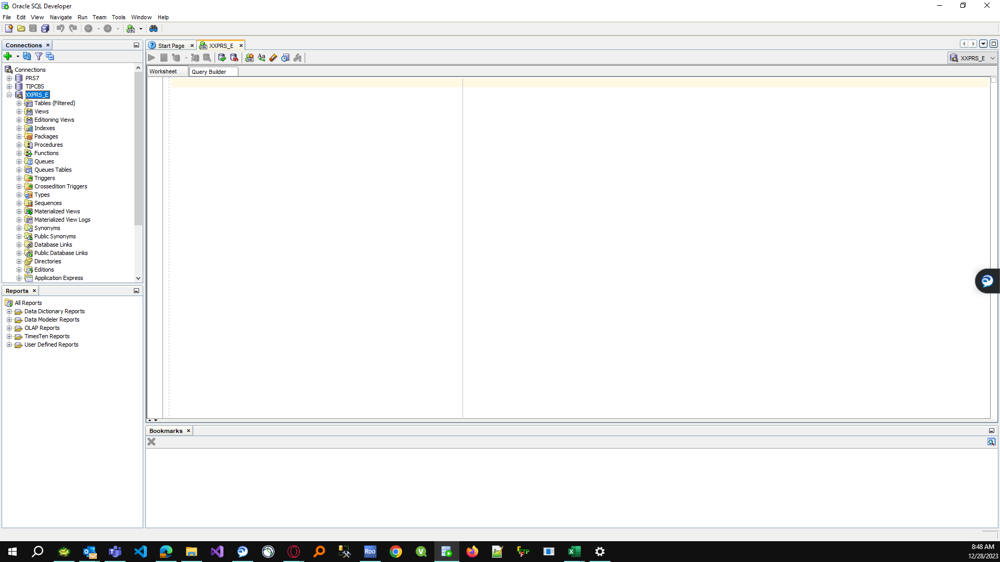 Oracle SQL Developer
File Edit View Navigate Run Team Tools Window Help
Connections
Start Page
XXPRS_E
XXPRS_E
Worksheet
Query Builder
Connections
PRS7
TIPCBS
XXPRS_E
Tables (Filtered)
Views
Editioning Views
Indexes
Packages
Procedures
Functions
Queues
Queues Tables
Triggers
Crossedition Triggers
Types
Sequences
Materialized Views
Materialized View Logs
Synonyms
Public Synonyms
Database Links
Public Database Links
Directories
Editions
Application Express
Reports
All Reports
Data Dictionary Reports
Data Modeler Reports
OLAP Reports
TimesTen Reports
User Defined Reports
Bookmarks
RDO
8:48 AM
12/28/2023